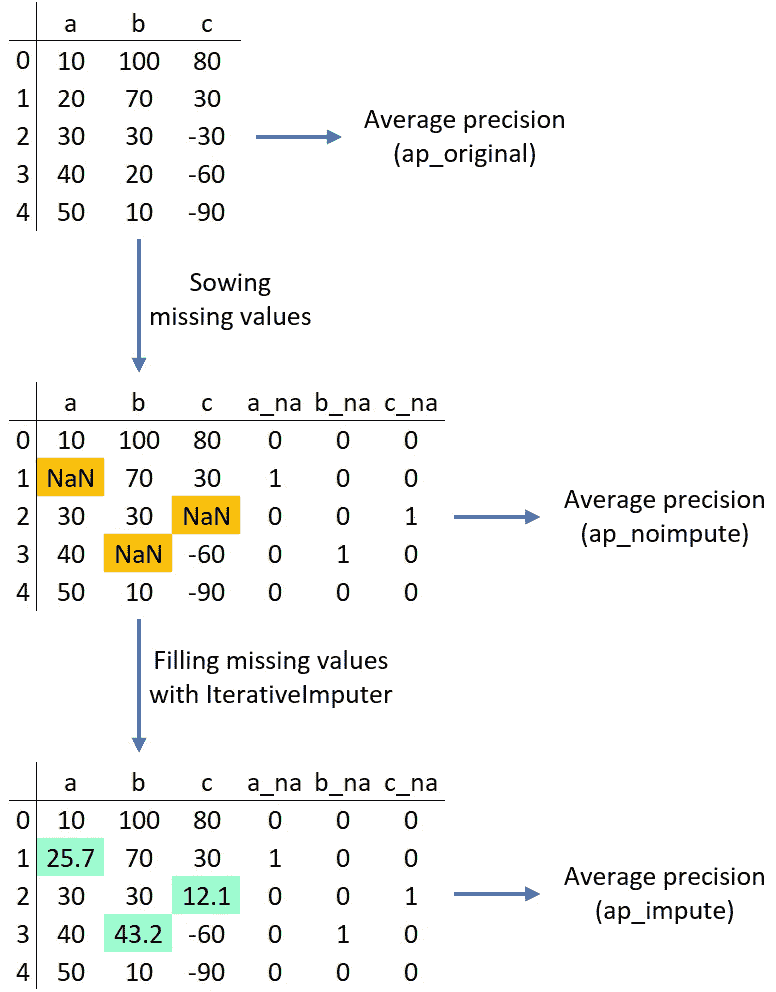 a b c
0 10 100 80
1 20 70 30
2 30 30 -30
3 40 20 -60
4 50 10 -90
Average precision
(ap_original)
Sowing
missing values
a b c a_na b_na c_na
0 10 100 80 0 0 0
1 NaN 70 30 1 0 0
2 30 30 NaN 0 0 1
3 40 NaN -60 0 1 0
4 50 10 -90 0 0 0
Average precision
(ap_noimpute)
Filling missing values
with IterativeImputer
a b c a_na b_na c_na
0 10 100 80 0 0 0
1 25.7 70 30 1 0 0
2 30 30 12.1 0 0 1
3 40 43.2 -60 0 1 0
4 50 10 -90 0 0 0
Average precision
(ap_impute)